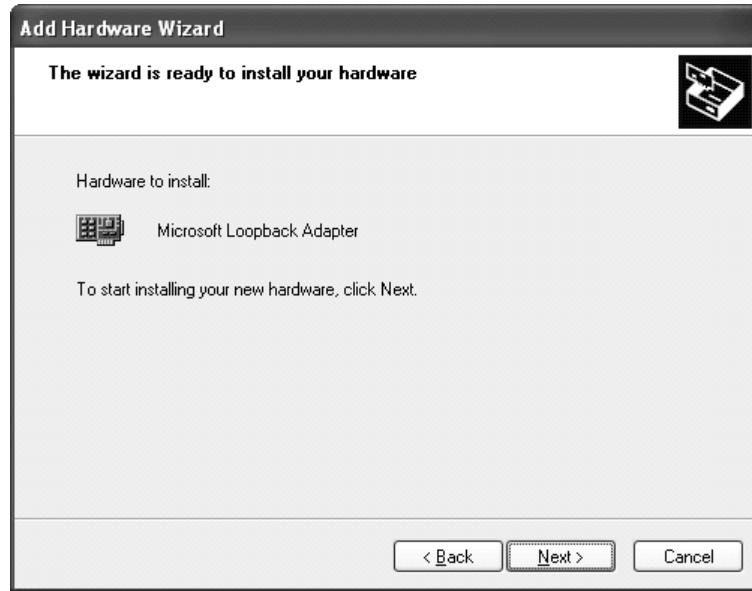 Add Hardware Wizard
The wizard is ready to install your hardware
Hardware to install:
Microsoft Loopback Adapter
To start installing your new hardware, click Next.
< Back Next > Cancel